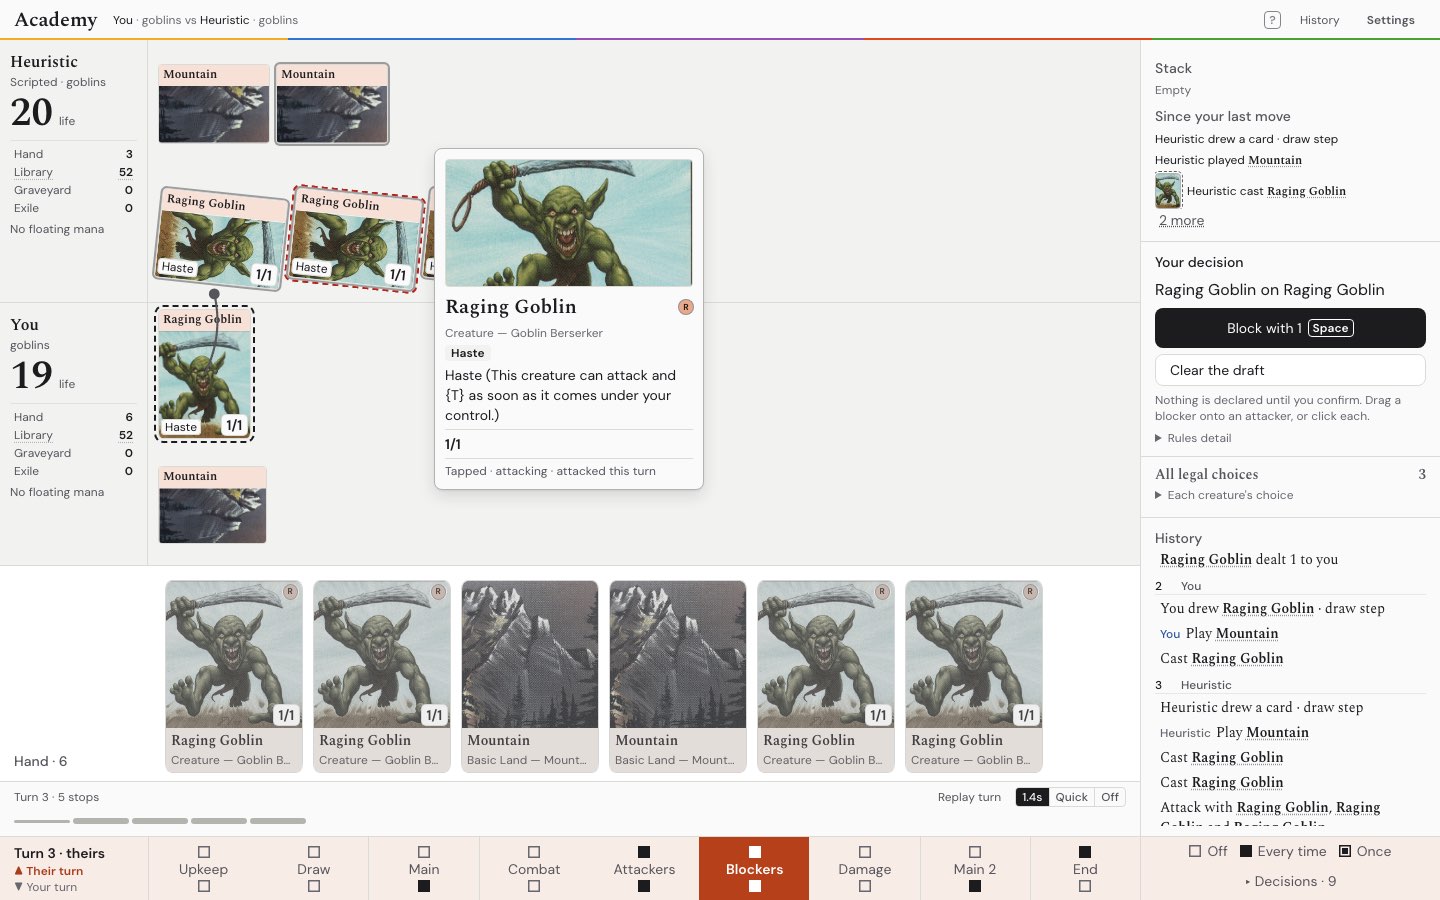 Academy
You · goblins vs Heuristic · goblins
?
History
Settings
Heuristic
Scripted · goblins
20 life
Hand 3
Library 52
Graveyard 0
Exile 0
No floating mana
Mountain
Mountain
Raging Goblin
Haste
1/1
Raging Goblin
Haste
1/1
Raging Goblin
R
Creature — Goblin Berserker
Haste
Haste (This creature can attack and
{T} as soon as it comes under your
control.)
1/1
Tapped · attacking · attacked this turn
You
goblins
19 life
Hand 6
Library 52
Graveyard 0
Exile 0
No floating mana
Raging Goblin
Haste
1/1
Mountain
Stack
Empty
Since your last move
Heuristic drew a card · draw step
Heuristic played Mountain
Heuristic cast Raging Goblin
2 more
Your decision
Raging Goblin on Raging Goblin
Block with 1 Space
Clear the draft
Nothing is declared until you confirm. Drag a
blocker onto an attacker, or click each.
Rules detail
All legal choices 3
Each creature's choice
History
Raging Goblin dealt 1 to you
2 You
You drew Raging Goblin · draw step
You Play Mountain
Cast Raging Goblin
3 Heuristic
Heuristic drew a card · draw step
Heuristic Play Mountain
Cast Raging Goblin
Cast Raging Goblin
Attack with Raging Goblin, Raging
Goblin and Raging Goblin
Hand · 6
R
1/1
Raging Goblin
Creature — Goblin B...
R
1/1
Raging Goblin
Creature — Goblin B...
Mountain
Basic Land — Mount...
Mountain
Basic Land — Mount...
R
1/1
Raging Goblin
Creature — Goblin B...
R
1/1
Raging Goblin
Creature — Goblin B...
Turn 3 · 5 stops
Replay turn
1.4s
Quick
Off
Turn 3 · theirs
Their turn
Your turn
Upkeep
Draw
Main
Combat
Attackers
Blockers
Damage
Main 2
End
Off
Every time
Once
Decisions · 9